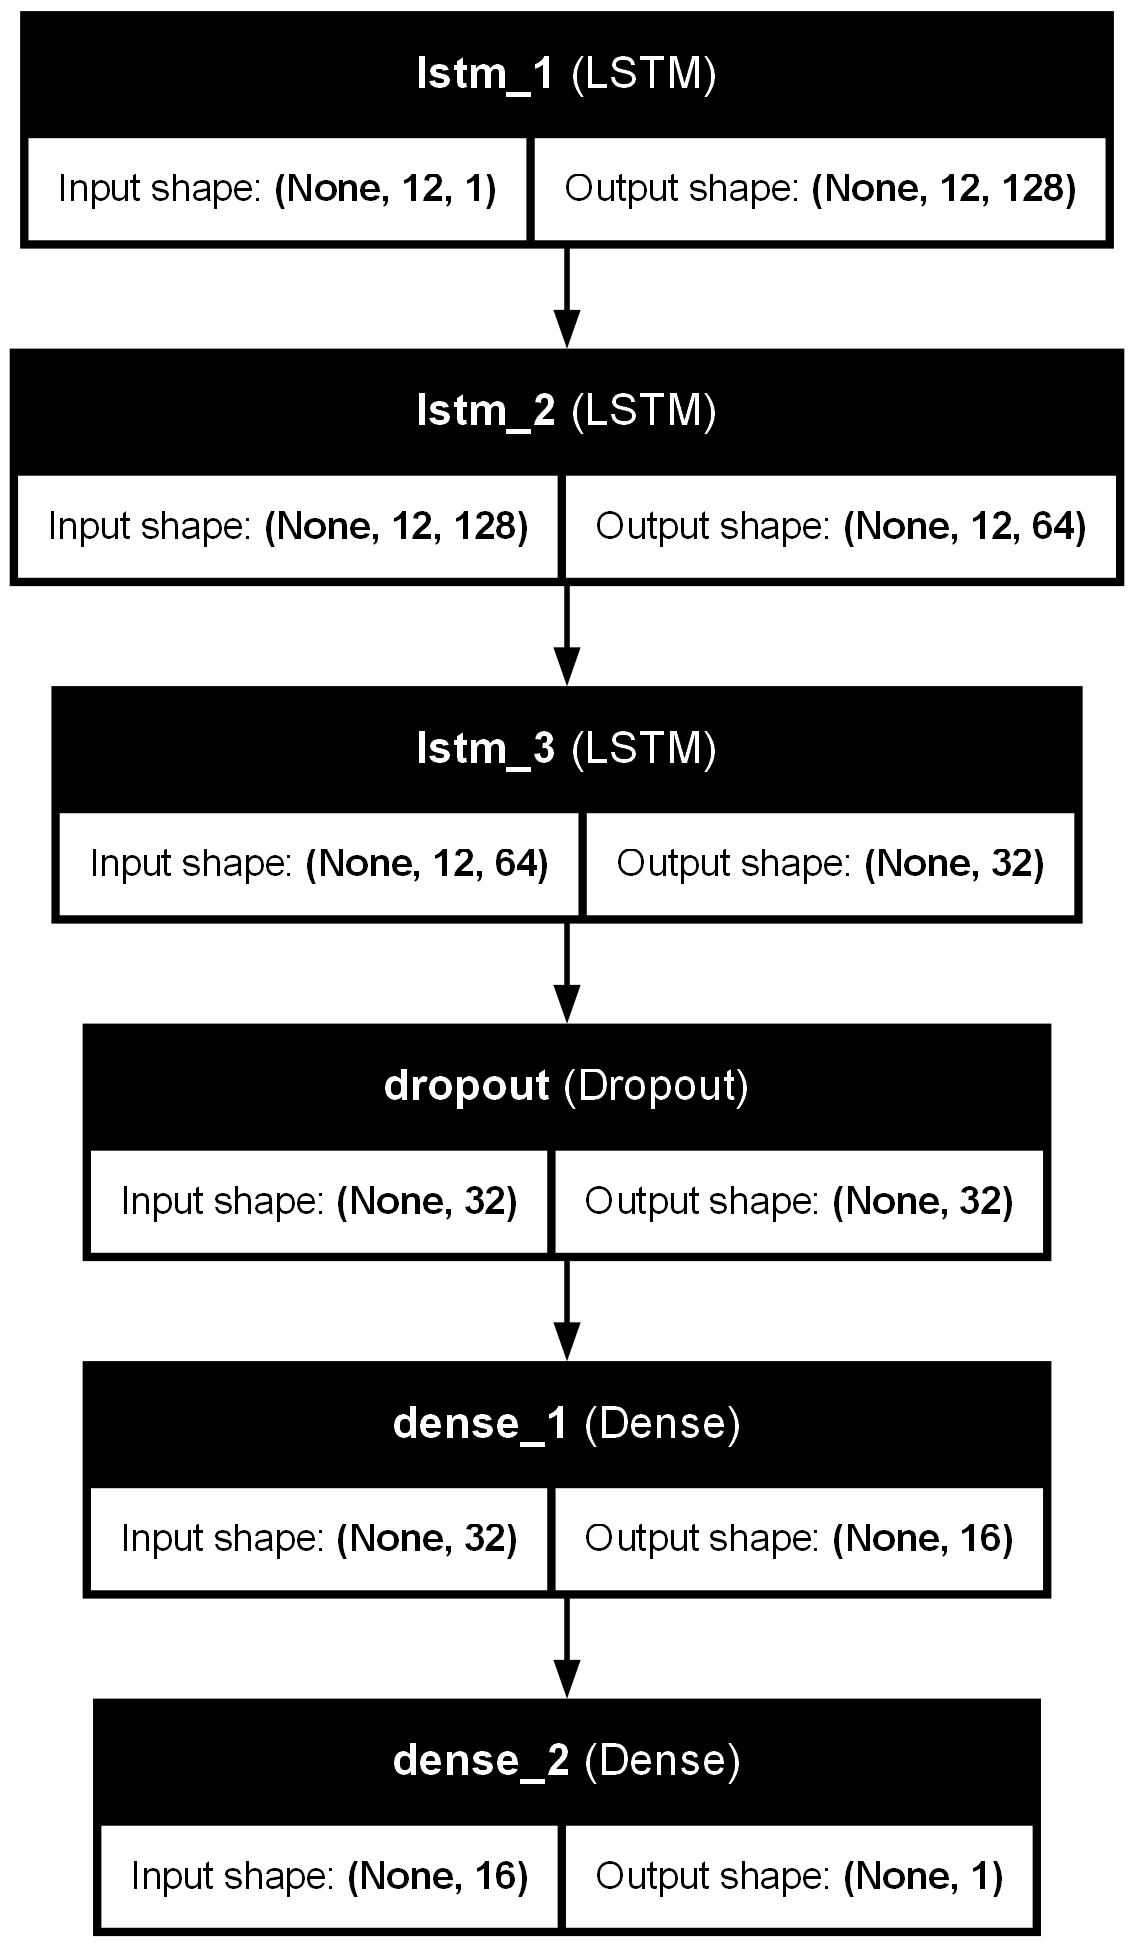 lstm_1 (LSTM)
Input shape: (None, 12, 1) Output shape: (None, 12, 128)
lstm_2 (LSTM)
Input shape: (None, 12, 128) Output shape: (None, 12, 64)
lstm_3 (LSTM)
Input shape: (None, 12, 64) Output shape: (None, 32)
dropout (Dropout)
Input shape: (None, 32) Output shape: (None, 32)
dense_1 (Dense)
Input shape: (None, 32) Output shape: (None, 16)
dense_2 (Dense)
Input shape: (None, 16) Output shape: (None, 1)